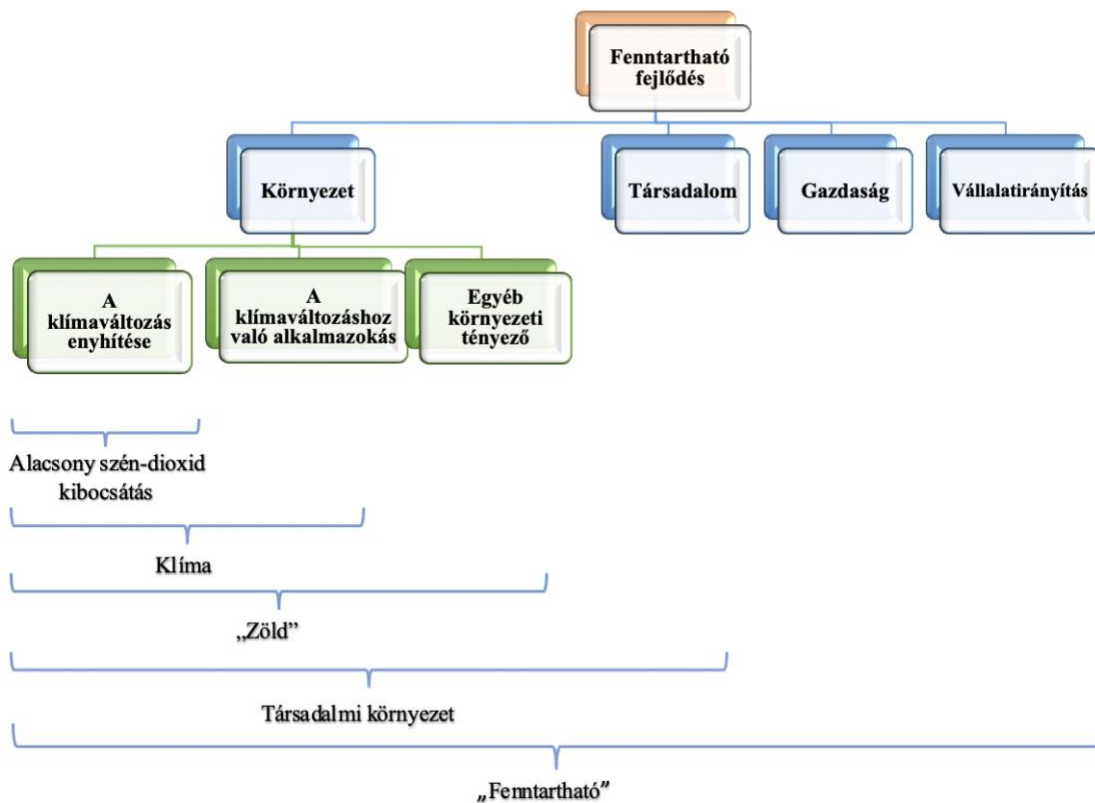 Fenntartható
fejlődés
Környezet
Társadalom
Gazdaság
Vállalatirányítás
A
klímaváltozás
enyhítése
A
klímaváltozáshoz
való alkalmazokás
Egyéb
környezeti
tényező
Alacsony szén-dioxid
kibocsátás
Klíma
„Zöld”
Társadalmi környezet
„Fenntartható”